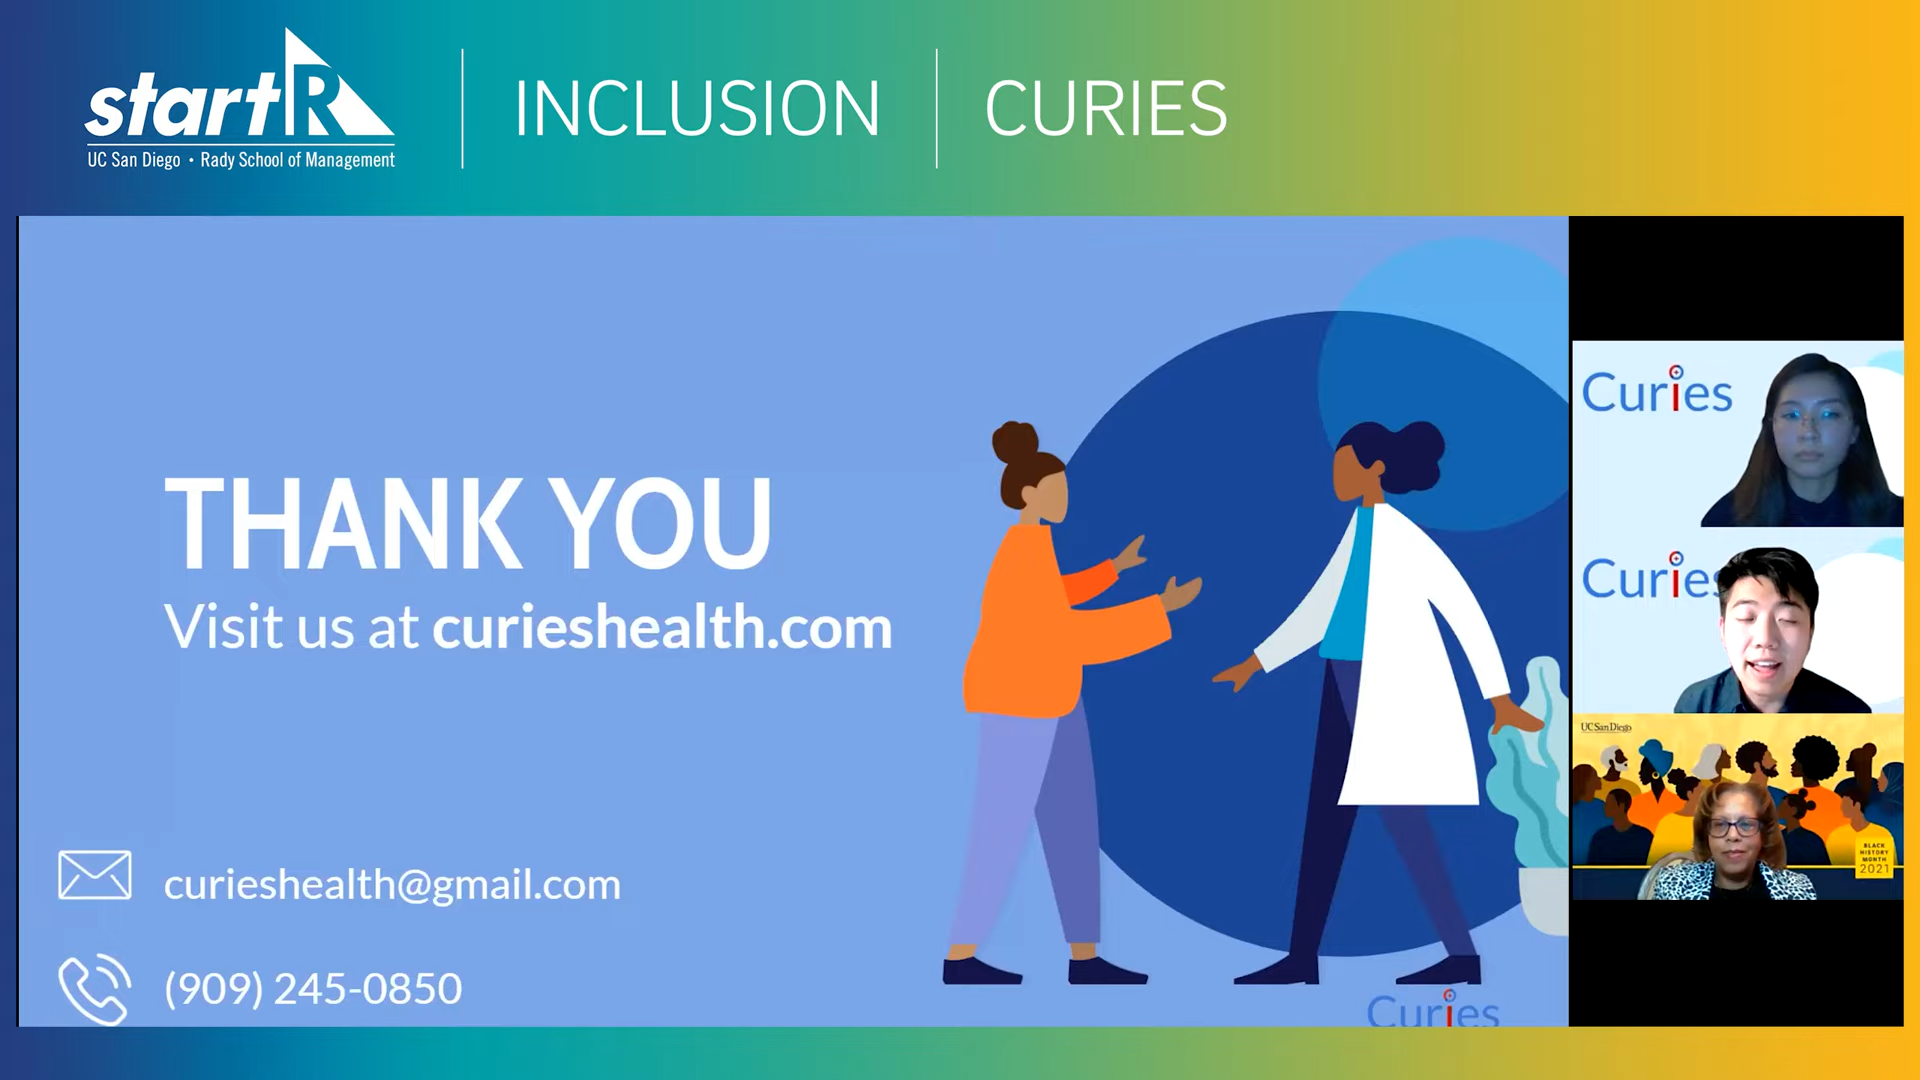 startR
UC San Diego • Rady School of Management
INCLUSION
CURIES
THANK YOU
Visit us at curieshealth.com
curieshealth@gmail.com
(909) 245-0850
Curies
Curies
Curies
UC San Diego
BLACK
HISTORY
MONTH
2021